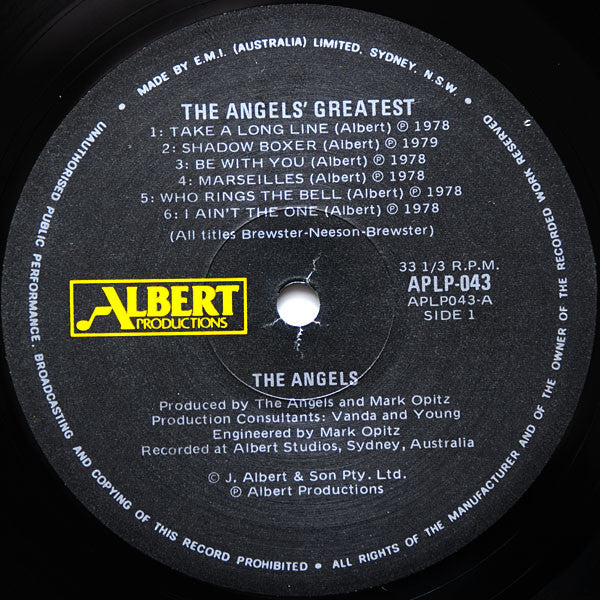 • MADE BY E.M.I. (AUSTRALIA) LIMITED, SYDNEY, N.S.W. •
UNAUTHORISED PUBLIC PERFORMANCE, BROADCASTING AND COPYING OF THIS RECORD PROHIBITED • ALL RIGHTS OF THE MANUFACTURER AND OF THE OWNER OF THE RECORDED WORK RESERVED
THE ANGELS' GREATEST
1: TAKE A LONG LINE (Albert) ℗ 1978
2: SHADOW BOXER (Albert) ℗ 1979
3: BE WITH YOU (Albert) ℗ 1978
4: MARSEILLES (Albert) ℗ 1978
5: WHO RINGS THE BELL (Albert) ℗ 1978
6: I AIN'T THE ONE (Albert) ℗ 1978
(All titles Brewster-Neeson-Brewster)
33 1/3 R.P.M.
APLP-043
APLP043-A
SIDE 1
ALBERT
PRODUCTIONS
THE ANGELS
Produced by The Angels and Mark Opitz
Production Consultants: Vanda and Young
Engineered by Mark Opitz
Recorded at Albert Studios, Sydney, Australia
© J. Albert & Son Pty. Ltd.
℗ Albert Productions